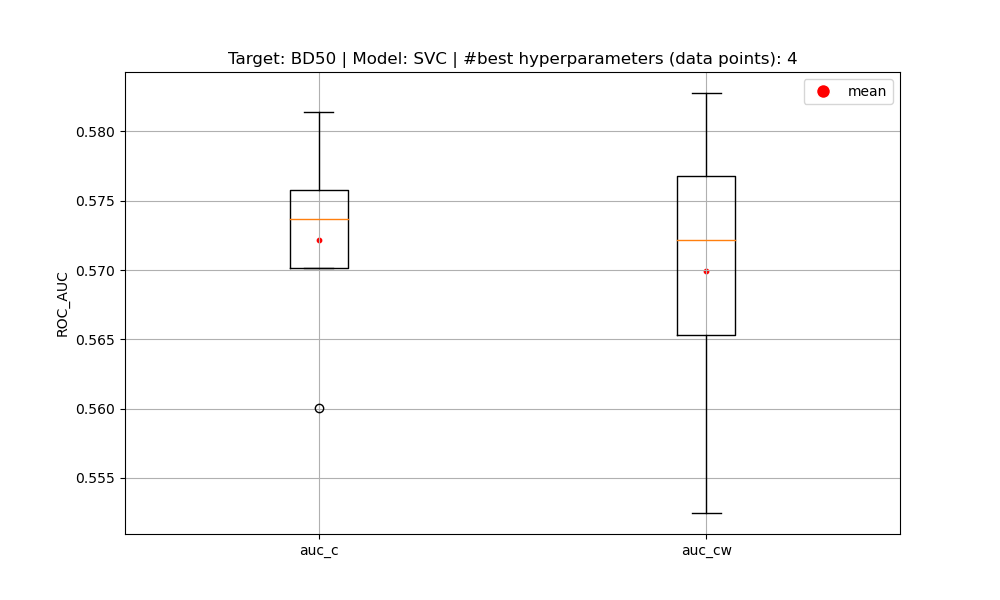 Target: BD50 | Model: SVC | #best hyperparameters (data points): 4
mean
0.580
0.575
0.570
0.565
0.560
0.555
ROC_AUC
auc_c
auc_cw